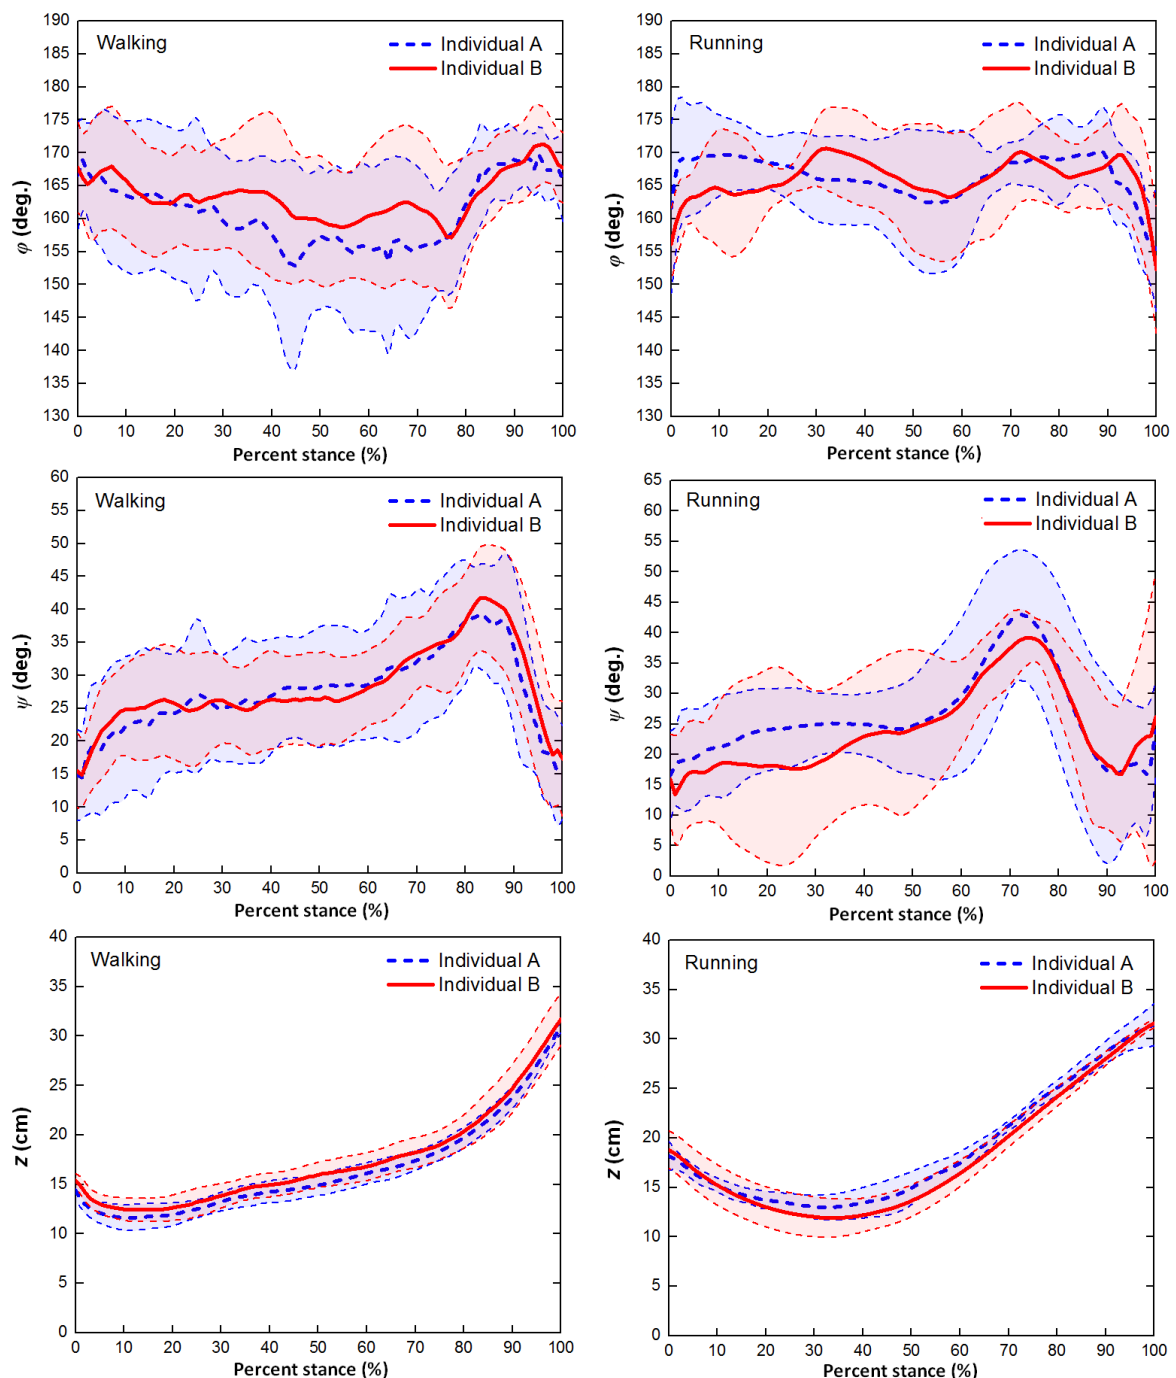 Walking
Individual A
Individual B
190
185
180
175
170
165
160
155
150
145
140
135
130
φ (deg.)
0 10 20 30 40 50 60 70 80 90 100
Percent stance (%)
Running
Individual A
Individual B
190
185
180
175
170
165
160
155
150
145
140
135
130
φ (deg.)
0 10 20 30 40 50 60 70 80 90 100
Percent stance (%)
Walking
Individual A
Individual B
60
55
50
45
40
35
30
25
20
15
10
5
0
ψ (deg.)
0 10 20 30 40 50 60 70 80 90 100
Percent stance (%)
Running
Individual A
Individual B
65
60
55
50
45
40
35
30
25
20
15
10
5
0
ψ (deg.)
0 10 20 30 40 50 60 70 80 90 100
Percent stance (%)
Walking
Individual A
Individual B
40
35
30
25
20
15
10
5
0
z (cm)
0 10 20 30 40 50 60 70 80 90 100
Percent stance (%)
Running
Individual A
Individual B
40
35
30
25
20
15
10
5
0
z (cm)
0 10 20 30 40 50 60 70 80 90 100
Percent stance (%)